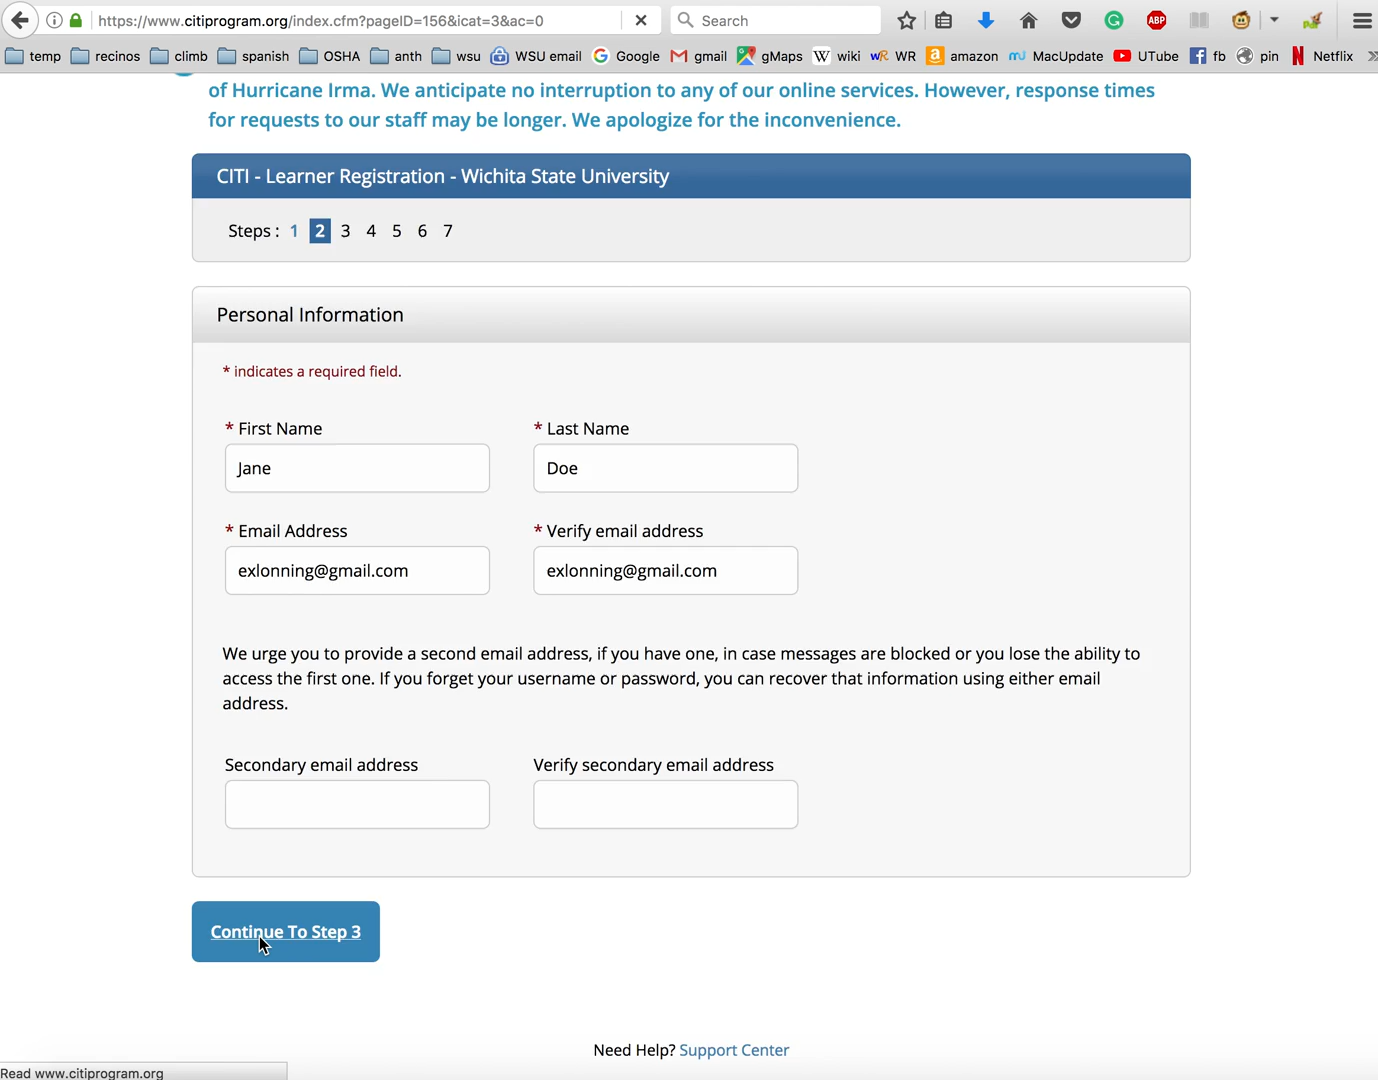 https://www.citiprogram.org/index.cfm?pageID=156&icat=3&ac=0
Search
ABP
temp recinos climb spanish OSHA anth wsu WSU email Google gmail gMaps wiki WR amazon MacUpdate UTube fb pin Netflix
of Hurricane Irma. We anticipate no interruption to any of our online services. However, response times
for requests to our staff may be longer. We apologize for the inconvenience.
CITI - Learner Registration - Wichita State University
Steps : 1 2 3 4 5 6 7
Personal Information
* indicates a required field.
* First Name * Last Name
Jane Doe
* Email Address * Verify email address
exlonning@gmail.com exlonning@gmail.com
We urge you to provide a second email address, if you have one, in case messages are blocked or you lose the ability to
access the first one. If you forget your username or password, you can recover that information using either email
address.
Secondary email address Verify secondary email address
Continue To Step 3
Need Help? Support Center
Read www.citiprogram.org